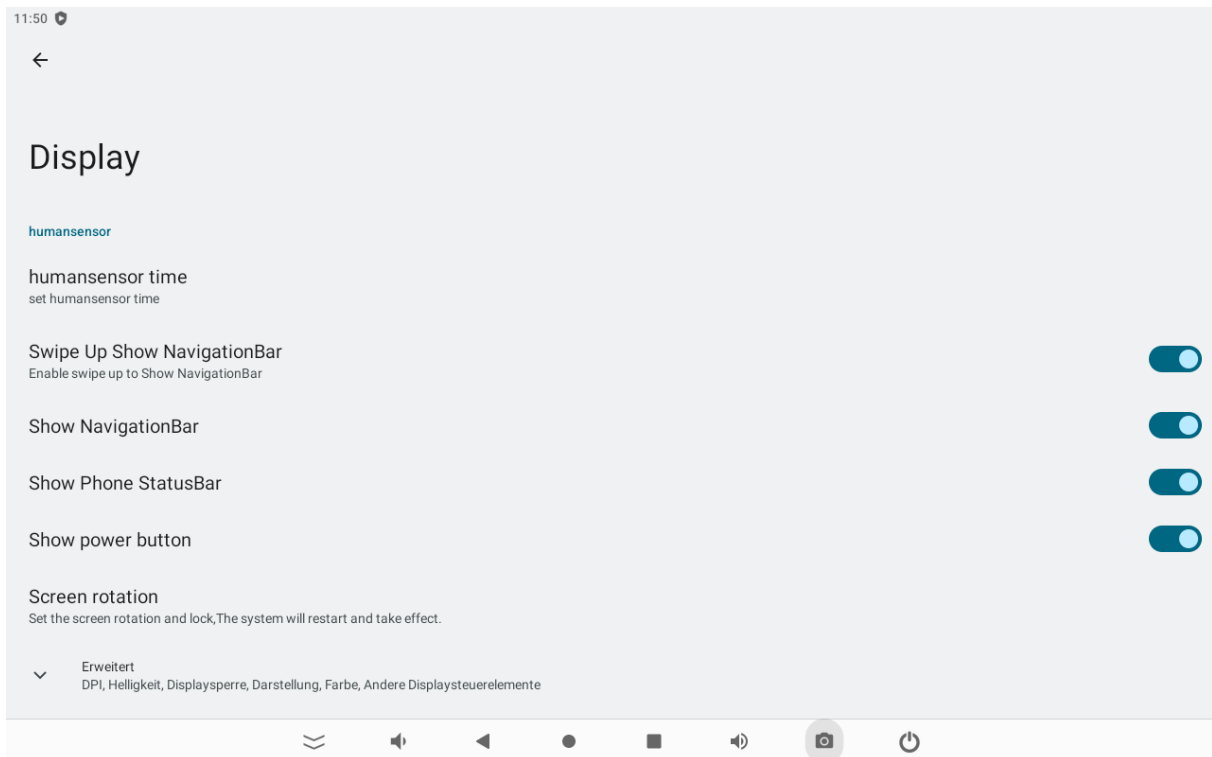 11:50
Display
humansensor
humansensor time
set humansensor time
Swipe Up Show NavigationBar
Enable swipe up to Show NavigationBar
Show NavigationBar
Show Phone StatusBar
Show power button
Screen rotation
Set the screen rotation and lock,The system will restart and take effect.
Erweitert
DPI, Helligkeit, Displaysperre, Darstellung, Farbe, Andere Displaysteuerelemente